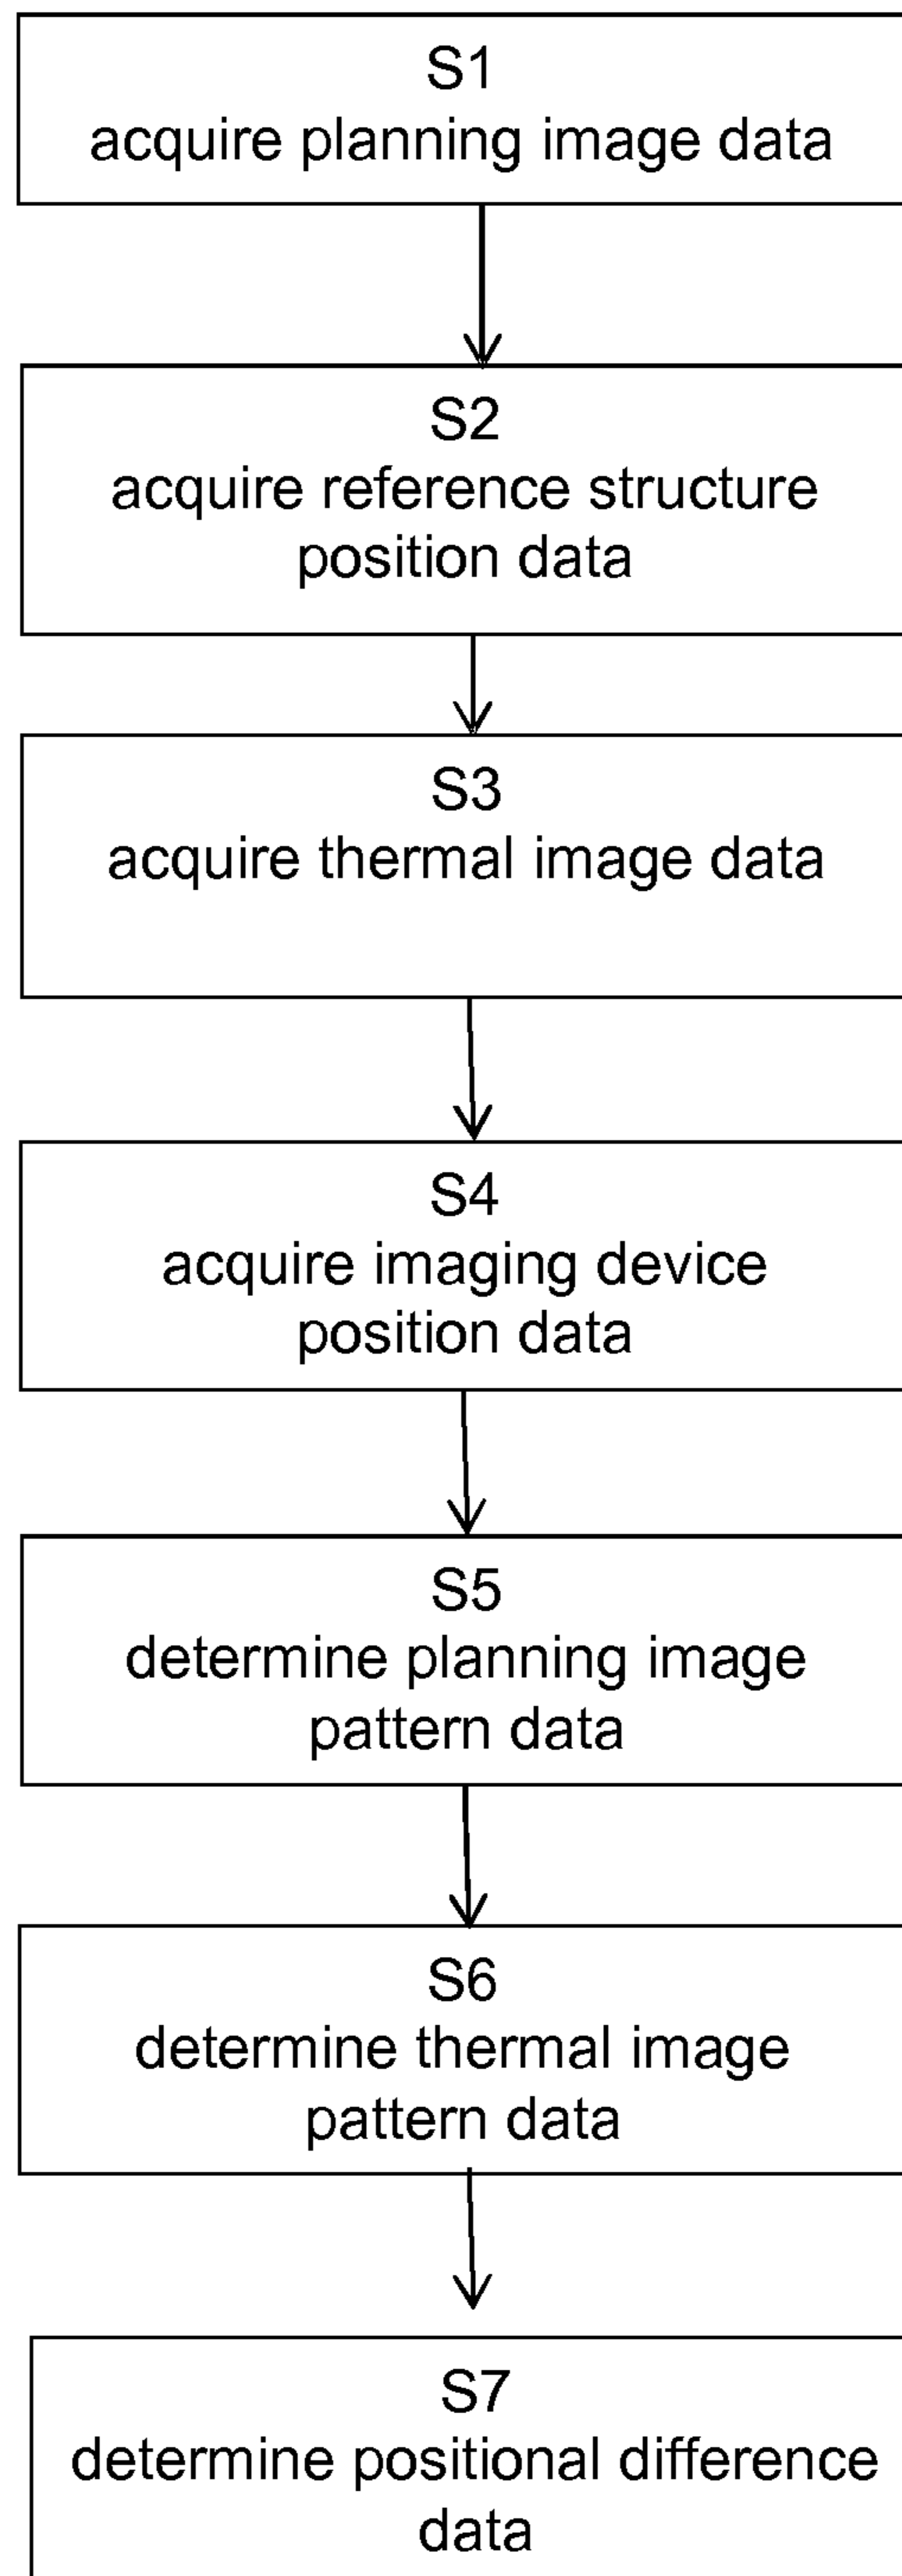 S1
acquire planning image data
S2
acquire reference structure
position data
S3
acquire thermal image data
S4
acquire imaging device
position data
S5
determine planning image
pattern data
S6
determine thermal image
pattern data
S7
determine positional difference
data